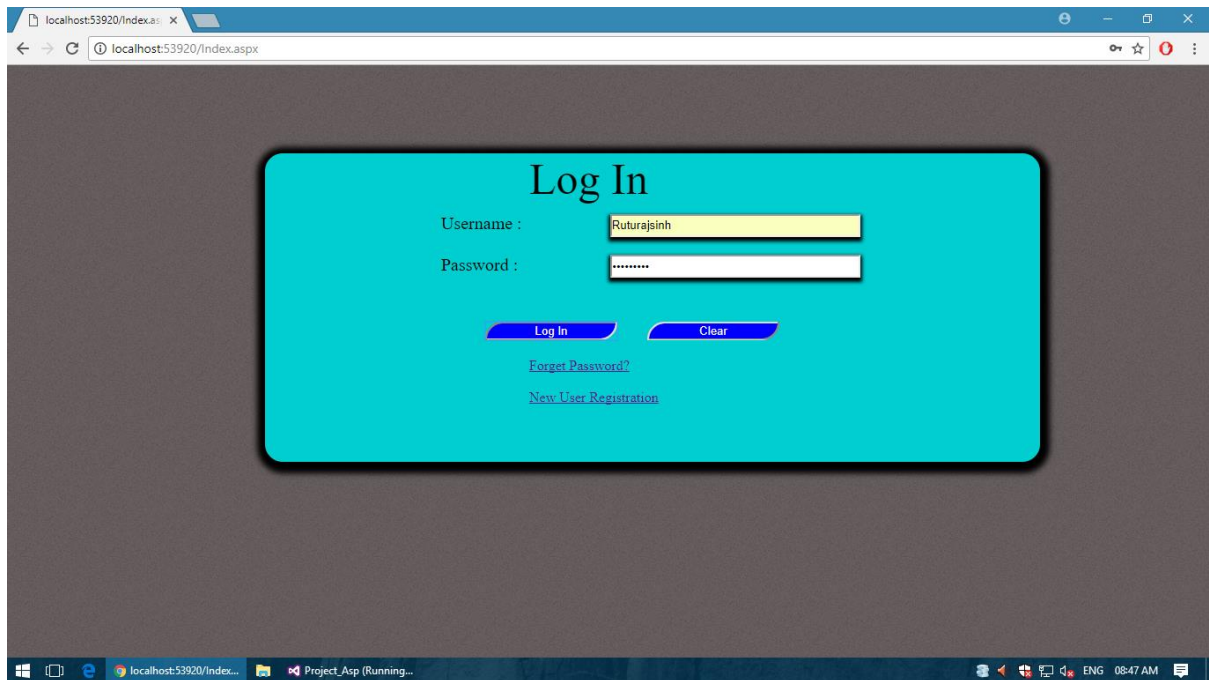 localhost:53920/Index.as
localhost:53920/Index.aspx
Log In
Username :
Ruturajsinh
Password :
•••••••••
Log In
Clear
Forget Password?
New User Registration
localhost:53920/Index...
Project_Asp (Running...
ENG
08:47 AM